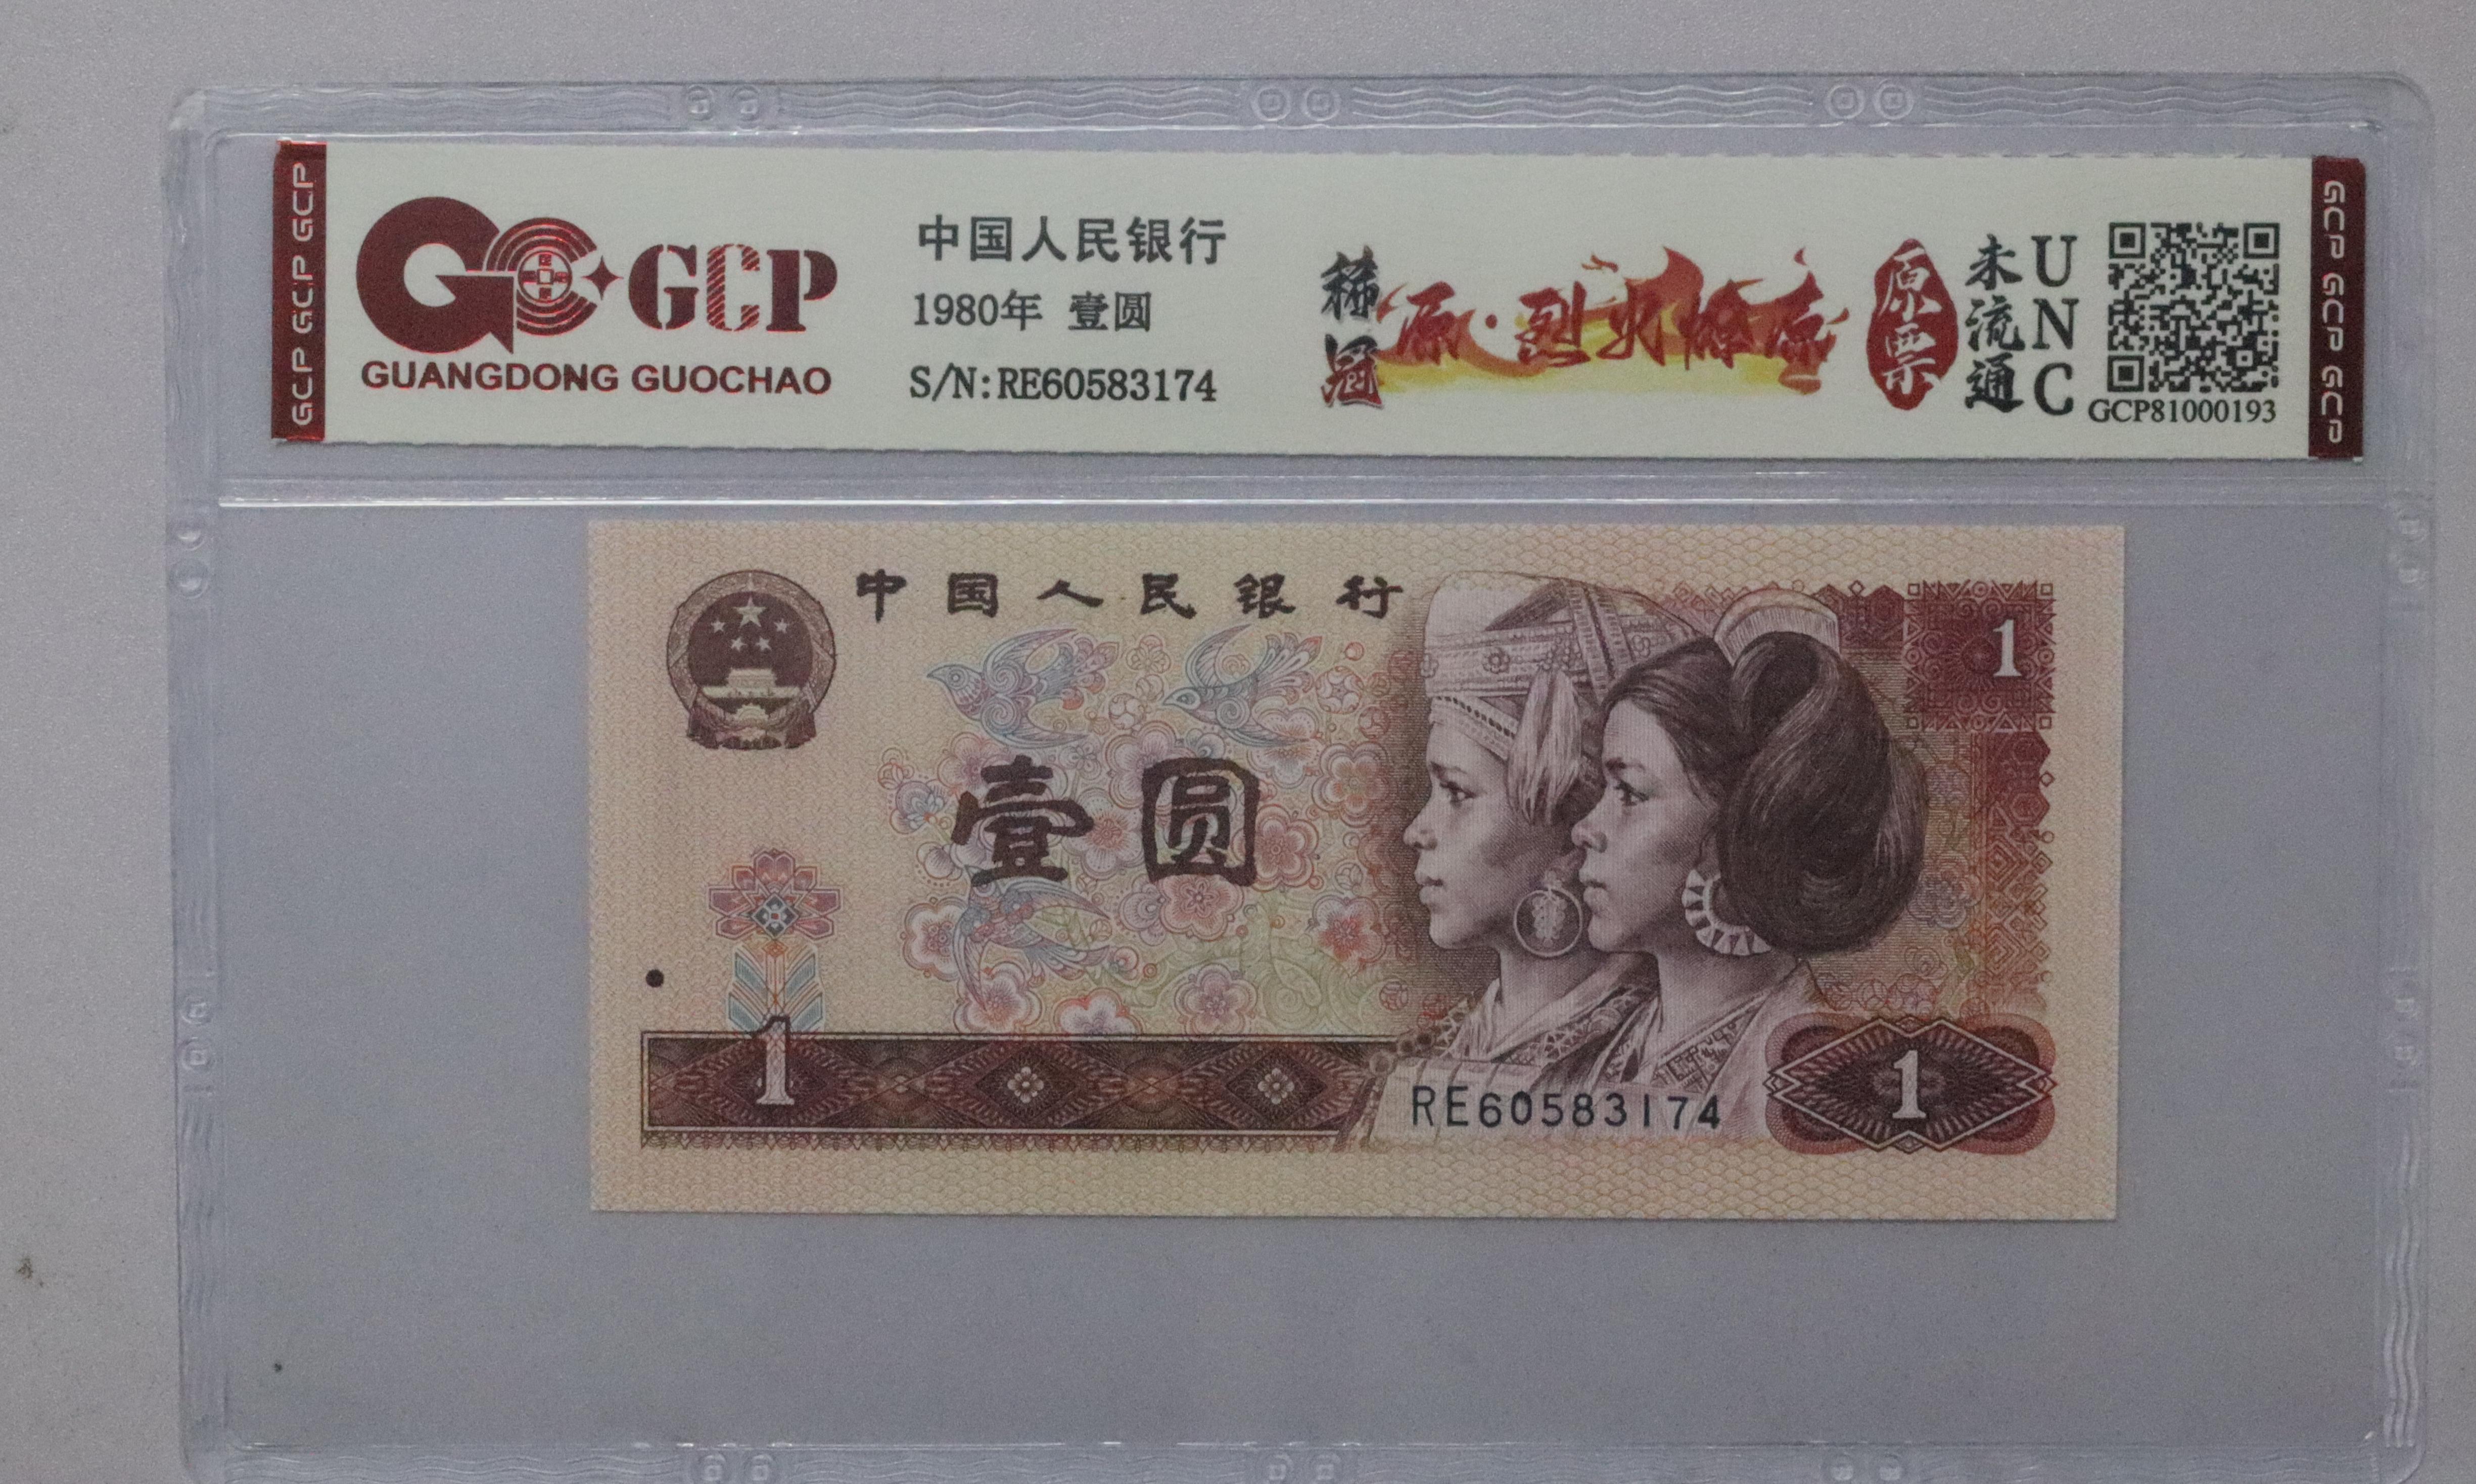 GCP GCP GCP
GCP
GUANGDONG GUOCHAO
中国人民银行
1980年 壹圆
S/N:RE60583174
稀冠
原·烈火燎原
原票
未流通
UNC
GCP81000193
GCP GCP GCP
中国人民银行
1
壹圆
1
RE60583174
1